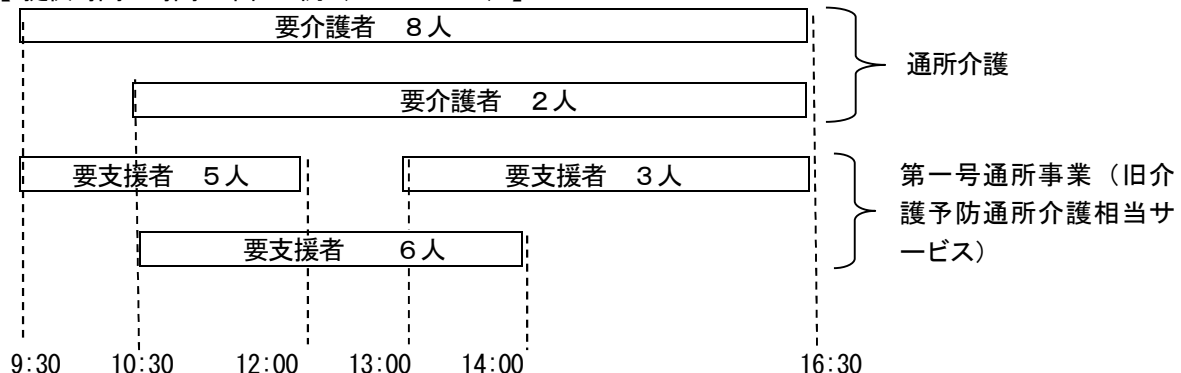 要介護者　８人
通所介護
要介護者　２人
要支援者　５人
要支援者　３人
第一号通所事業（旧介
護予防通所介護相当サ
ービス）
要支援者　６人
9:30 10:30 12:00 13:00 14:00 16:30